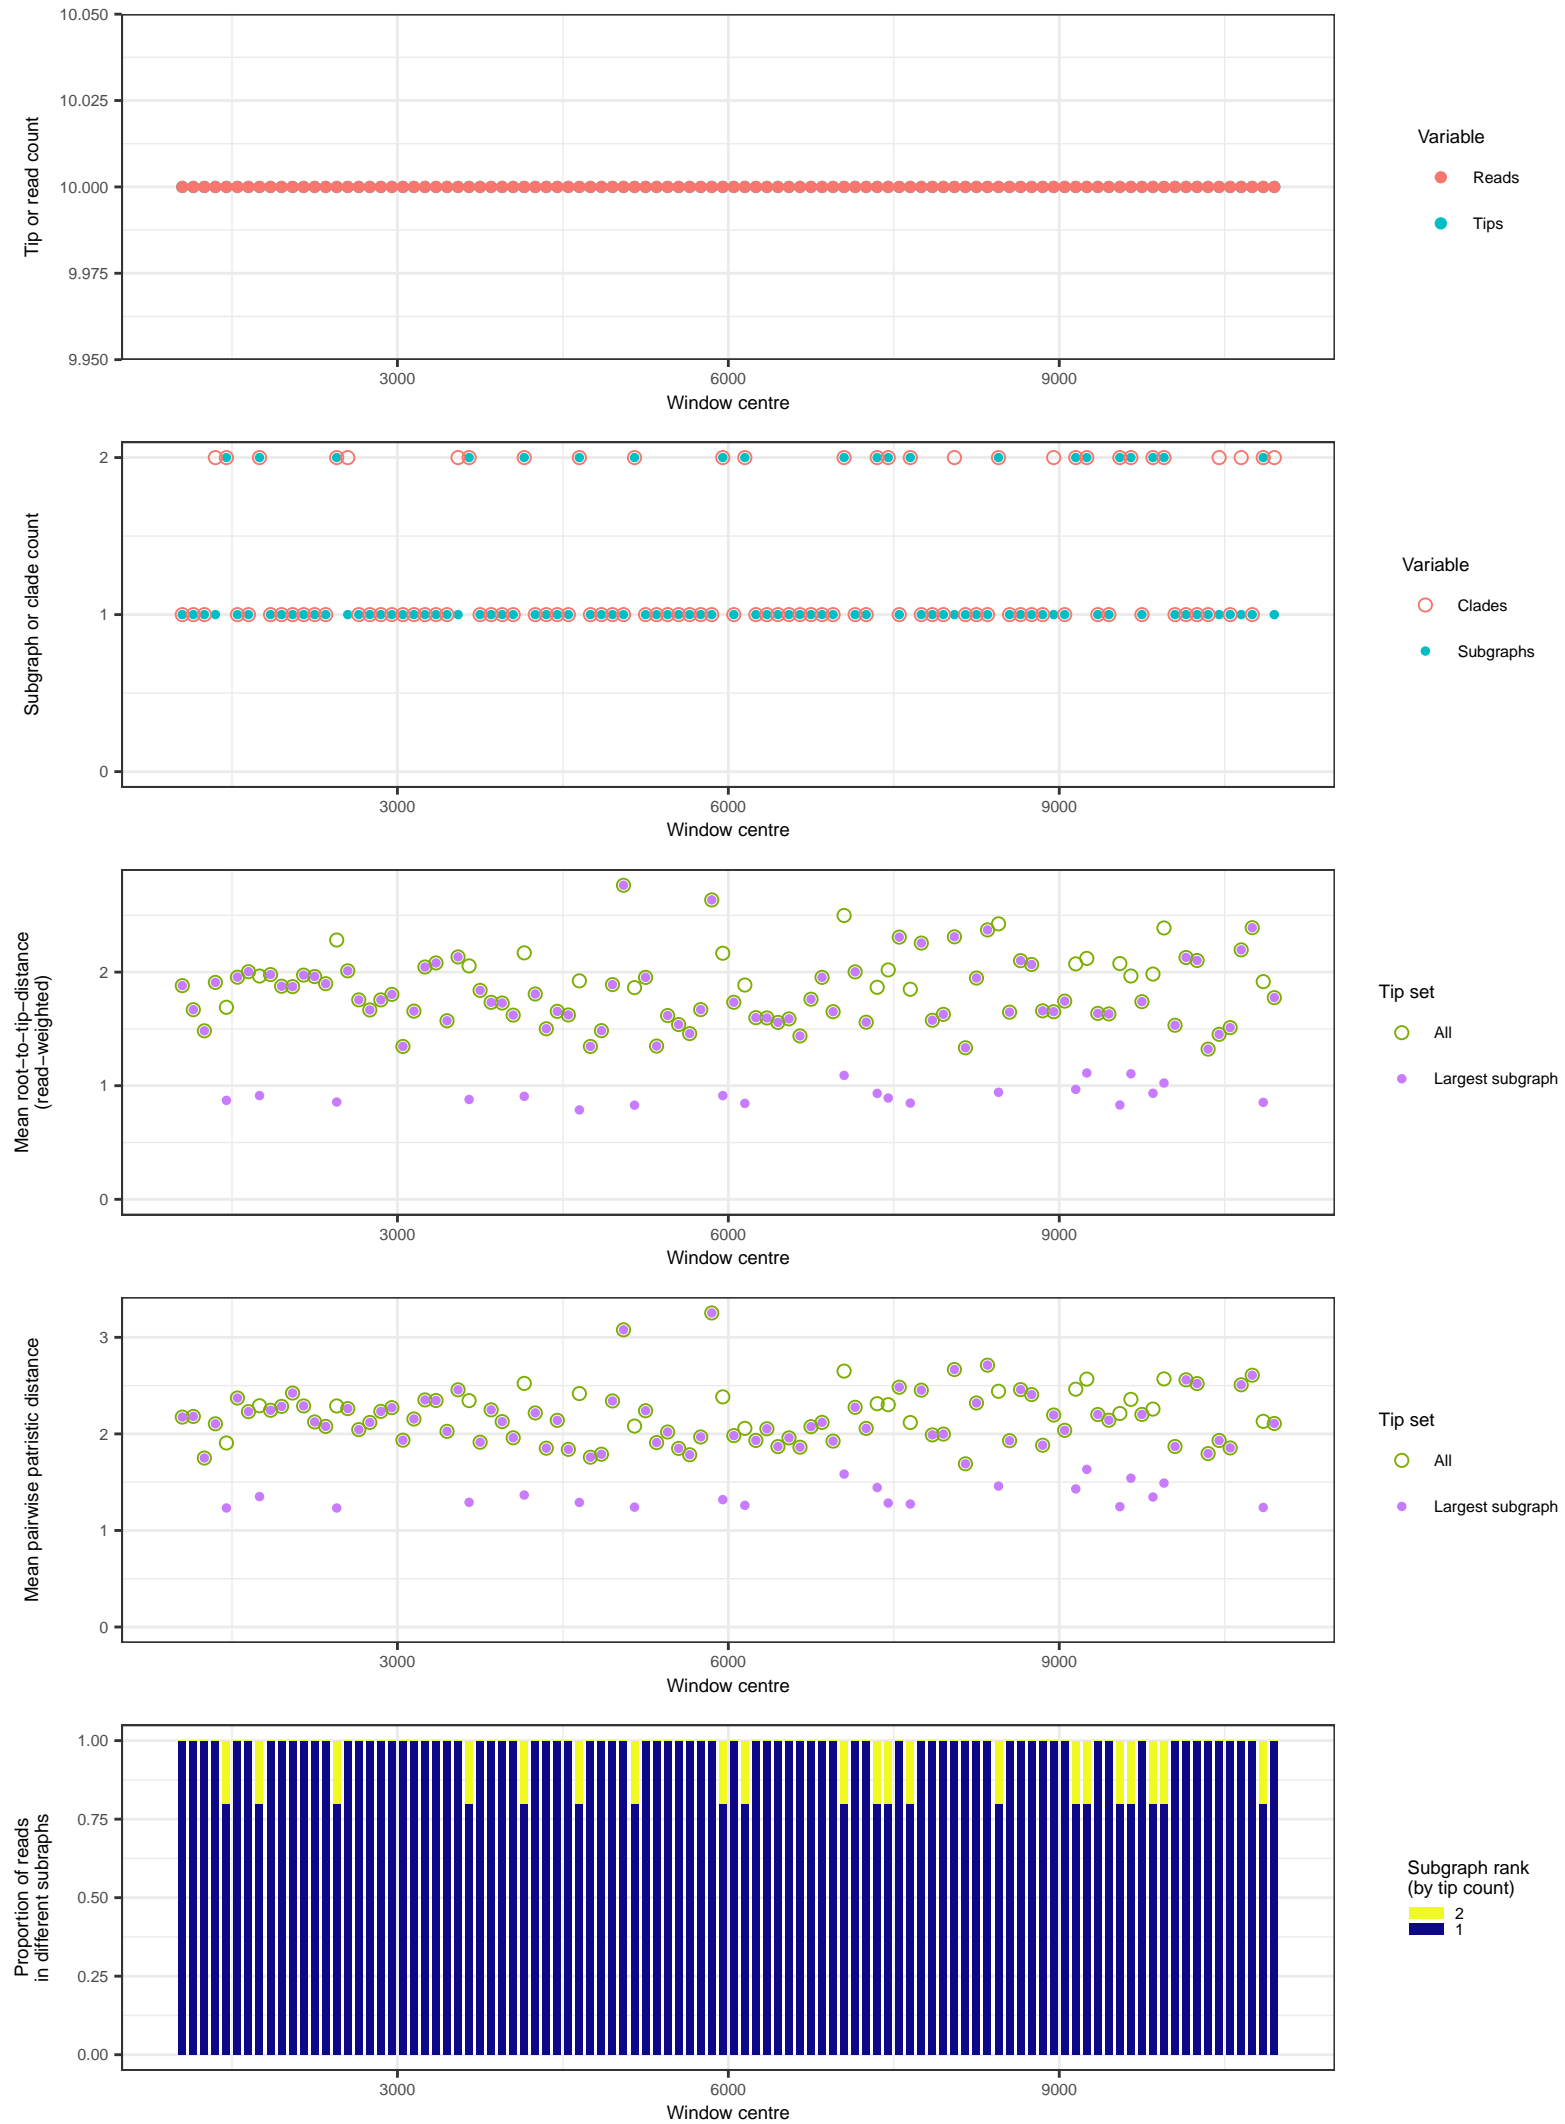 10.050
10.025
10.000
9.975
9.950
Tip or read count
3000
6000
9000
Window centre
Variable
Reads
Tips
2
1
0
Subgraph or clade count
3000
6000
9000
Window centre
Variable
Clades
Subgraphs
2
1
0
Mean root−to−tip−distance
(read−weighted)
3000
6000
9000
Window centre
Tip set
All
Largest subgraph
3
2
1
0
Mean pairwise patristic distance
3000
6000
9000
Window centre
Tip set
All
Largest subgraph
1.00
0.75
0.50
0.25
0.00
Proportion of reads
in different subraphs
3000
6000
9000
Window centre
Subgraph rank
(by tip count)
2
1